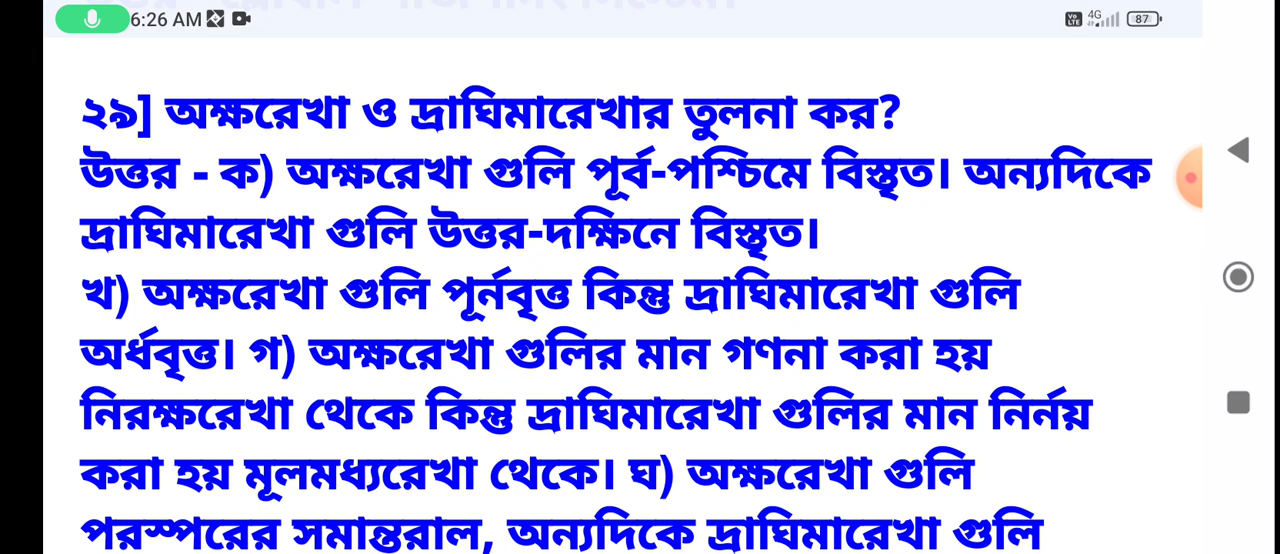 6:26 AM
4G
87
২৯] অক্ষরেখা ও দ্রাঘিমারেখার তুলনা কর?
উত্তর - ক) অক্ষরেখা গুলি পূর্ব-পশ্চিমে বিস্তৃত। অন্যদিকে
দ্রাঘিমারেখা গুলি উত্তর-দক্ষিনে বিস্তৃত।
খ) অক্ষরেখা গুলি পূর্নবৃত্ত কিন্তু দ্রাঘিমারেখা গুলি
অর্ধবৃত্ত। গ) অক্ষরেখা গুলির মান গণনা করা হয়
নিরক্ষরেখা থেকে কিন্তু দ্রাঘিমারেখা গুলির মান নির্নয়
করা হয় মূলমধ্যরেখা থেকে। ঘ) অক্ষরেখা গুলি
পরস্পরের সমান্তরাল, অন্যদিকে দ্রাঘিমারেখা গুলি